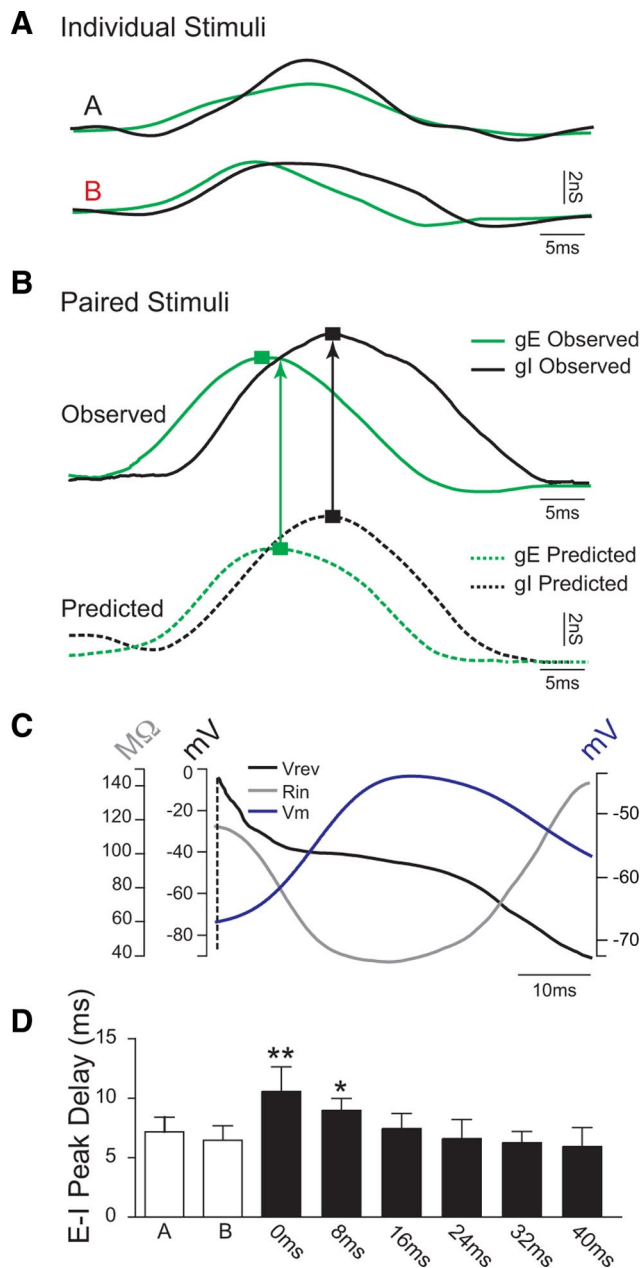 A Individual Stimuli
A
B
2nS
5ms
B Paired Stimuli
gE Observed
gI Observed
Observed
5ms
gE Predicted
gI Predicted
Predicted
2nS
5ms
C
MΩ
mV
mV
140
120
100
80
60
40
0
-20
-40
-60
-80
Vrev
Rin
Vm
-50
-60
-70
10ms
D
E-I Peak Delay (ms)
15
10
5
0
**
*
A B 0ms 8ms 16ms 24ms 32ms 40ms